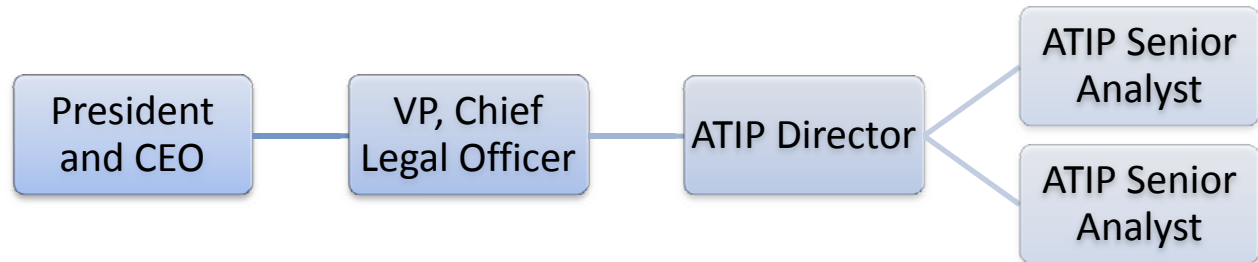 President
and CEO
VP, Chief
Legal Officer
ATIP Director
ATIP Senior
Analyst
ATIP Senior
Analyst